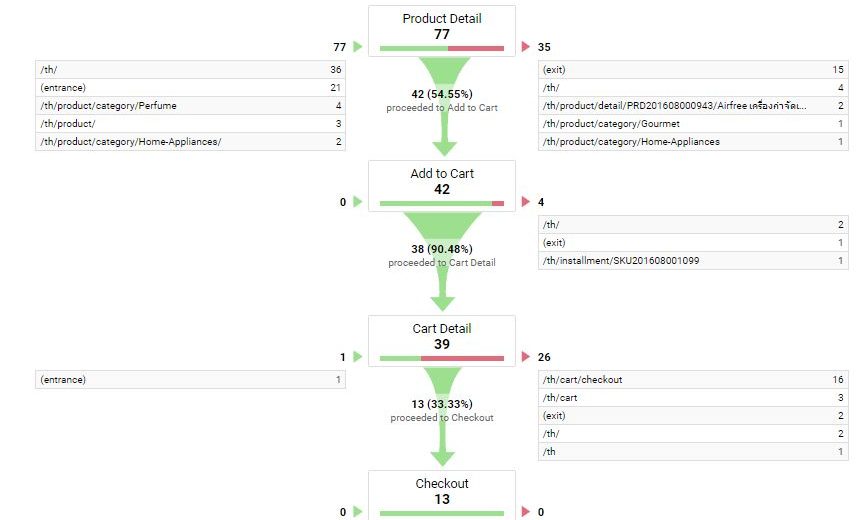 Product Detail
77
77
35
/th/ 36
(entrance) 21
/th/product/category/Perfume 4
/th/product/ 3
/th/product/category/Home-Appliances/ 2
(exit) 15
/th/ 4
/th/product/detail/PRD201608000943/Airfree เครื่องกำจัดเ... 2
/th/product/category/Gourmet 1
/th/product/category/Home-Appliances 1
42 (54.55%)
proceeded to Add to Cart
Add to Cart
42
0
4
/th/ 2
(exit) 1
/th/installment/SKU201608001099 1
38 (90.48%)
proceeded to Cart Detail
Cart Detail
39
1
26
(entrance) 1
/th/cart/checkout 16
/th/cart 3
(exit) 2
/th/ 2
/th 1
13 (33.33%)
proceeded to Checkout
Checkout
13
0
0